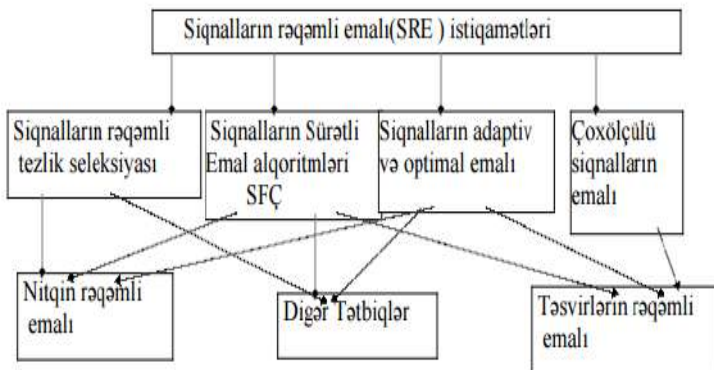 Siqnalların rəqəmli emalı(SRE ) istiqamətləri
Siqnalların rəqəmli
tezlik seleksiyası
Siqnalların Sürətli
Emal alqoritmləri
SFÇ
Siqnalların adaptiv
və optimal emalı
Çoxölçülü
siqnalların
emalı
Nitqin rəqəmli
emalı
Digər Tətbiqlər
Təsvirlərin rəqəmli
emalı